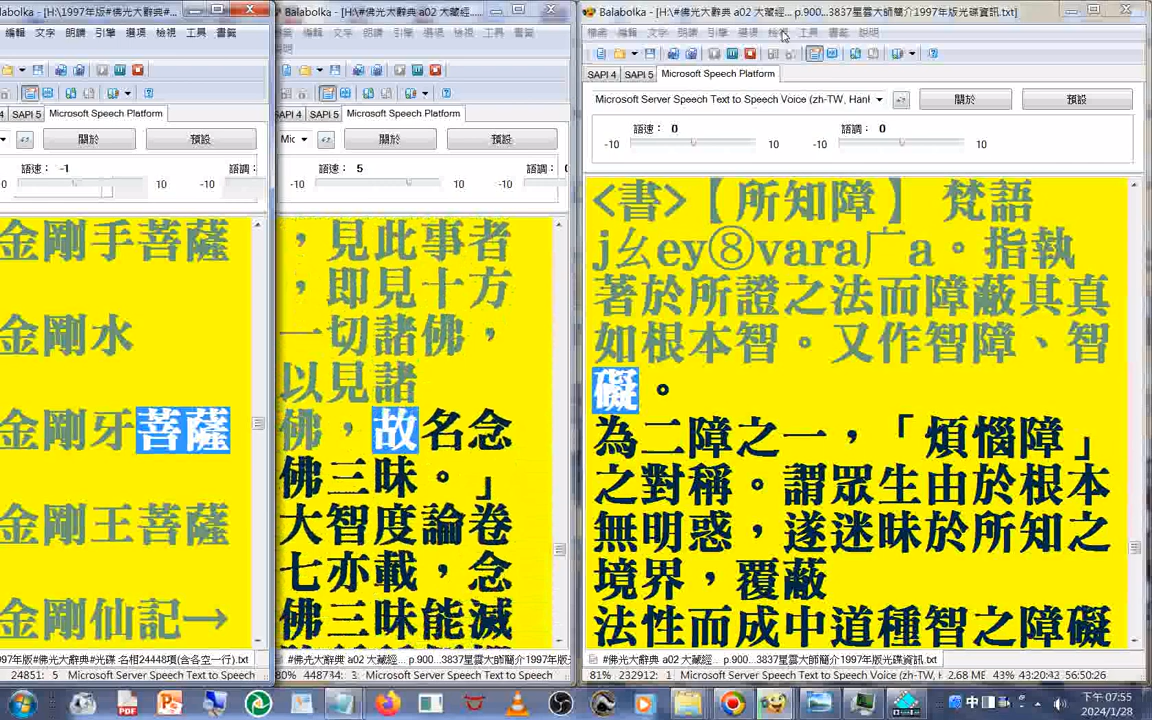 Balabolka - [H:\1997年版#佛光大辭典#...
編輯 文字 朗讀 引擎 選項 檢視 工具 書籤
4 SAPI 5 Microsoft Speech Platform
關於 預設
語速： -1 語調：
0 10 -10
金剛手菩薩
金剛水
金剛牙菩薩
金剛王菩薩
金剛仙記→
997年版#佛光大辭典#光碟 名相24448項(含各空一行).txt
24851: 5 Microsoft Server Speech Text to Speech
Balabolka - [H:\#佛光大辭典 a02 大藏經...
檔案 編輯 文字 朗讀 引擎 選項 檢視 工具 書籤
說明
SAPI 4 SAPI 5 Microsoft Speech Platform
Mic 關於 預設
語速： 5 語調： 0
-10 10 -10
，見此事者
，即見十方
一切諸佛，
以見諸
佛，故名念
佛三昧。」
大智度論卷
七亦載，念
佛三昧能滅
#佛光大辭典 a02 大藏經... p.900...3837星雲大師簡介1997年版光
80% 448734: 3 Microsoft Server Speech Text to Speech
Balabolka - [H:\#佛光大辭典 a02 大藏經... p.900...3837星雲大師簡介1997年版光碟資訊.txt]
檔案 編輯 文字 朗讀 引擎 選項 檢視 工具 書籤 說明
SAPI 4 SAPI 5 Microsoft Speech Platform
Microsoft Server Speech Text to Speech Voice (zh-TW, HanH 關於 預設
語速： 0 語調： 0
-10 10 -10 10
<書>【所知障】 梵語
j幺ey⑧vara广a。指執
著於所證之法而障蔽其真
如根本智。又作智障、智
礙。
為二障之一，「煩惱障」
之對稱。謂眾生由於根本
無明惑，遂迷昧於所知之
境界，覆蔽
法性而成中道種智之障礙
#佛光大辭典 a02 大藏經... p.900...3837星雲大師簡介1997年版光碟資訊.txt
81% 232912: 1 Microsoft Server Speech Text to Speech Voice (zh-TW 2.68 MB 43% 43:20:42 56:50:26
PDF
中
下午 07:55
2024/1/28